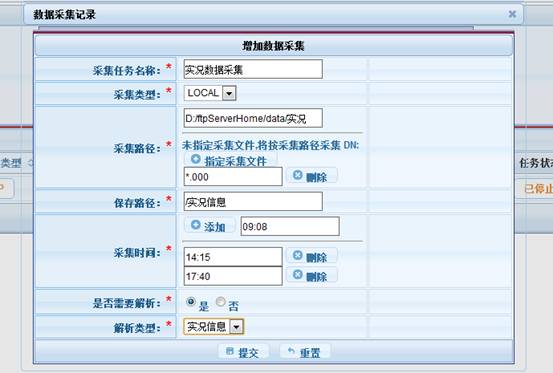 数据采集记录
增加数据采集
采集任务名称：* 实况数据采集
采集类型：* LOCAL
D:/ftpServerHome/data/实况
采集路径：* 未指定采集文件,将按采集路径采集 DN:
指定采集文件
*.000 删除
保存路径：* /实况信息
添加 09:08
采集时间：*
14:15 删除
17:40 删除
是否需要解析：* 是 否
解析类型：* 实况信息
提交 重置
类型
任务状态
P
已停止